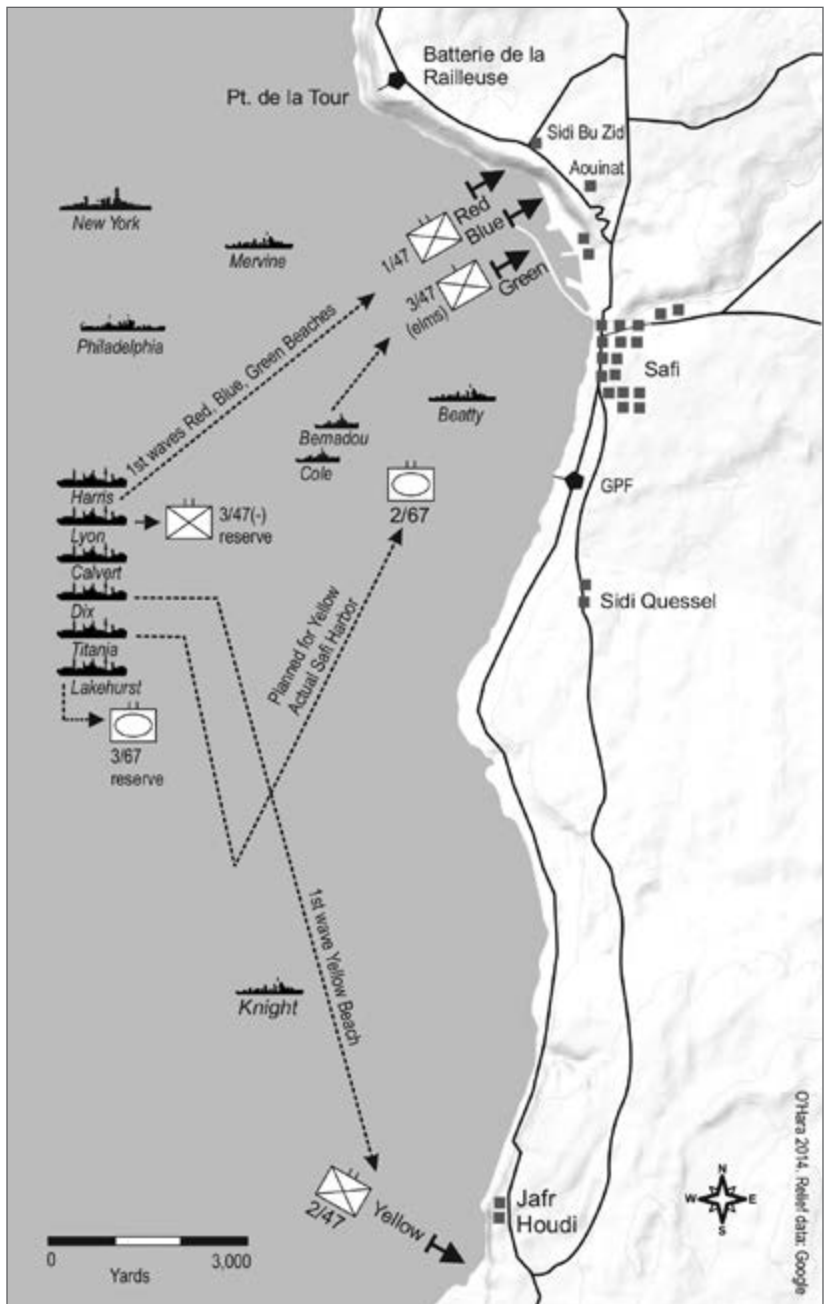 Batterie de la
Railleuse
Pt. de la Tour
Sidi Bu Zid
Aouinat
New York
Mervine
Red
Blue
Green
1/47
3/47
(elms)
Philadelphia
1st waves Red, Blue, Green Beaches
Safi
Beatty
Bernadou
Cole
GPF
Harris
Lyon
3/47(-)
reserve
2/67
Calvert
Dix
Sidi Quessel
Titania
Lakehurst
Planned for Yellow
Actual Safi Harbor
3/67
reserve
1st wave Yellow Beach
Knight
2/47
Yellow
Jafr
Houdi
N
W
E
S
0
3,000
Yards
O'Hara 2014. Relief data: Google